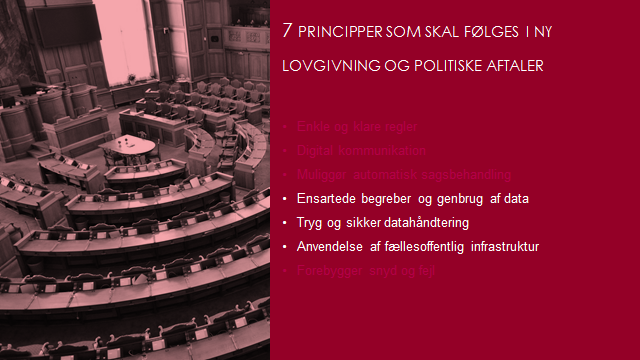 7 PRINCIPPER SOM SKAL FØLGES I NY
LOVGIVNING OG POLITISKE AFTALER
• Enkle og klare regler
• Digital kommunikation
• Muliggør automatisk sagsbehandling
• Ensartede begreber og genbrug af data
• Tryg og sikker datahåndtering
• Anvendelse af fællesoffentlig infrastruktur
• Forebygger snyd og fejl